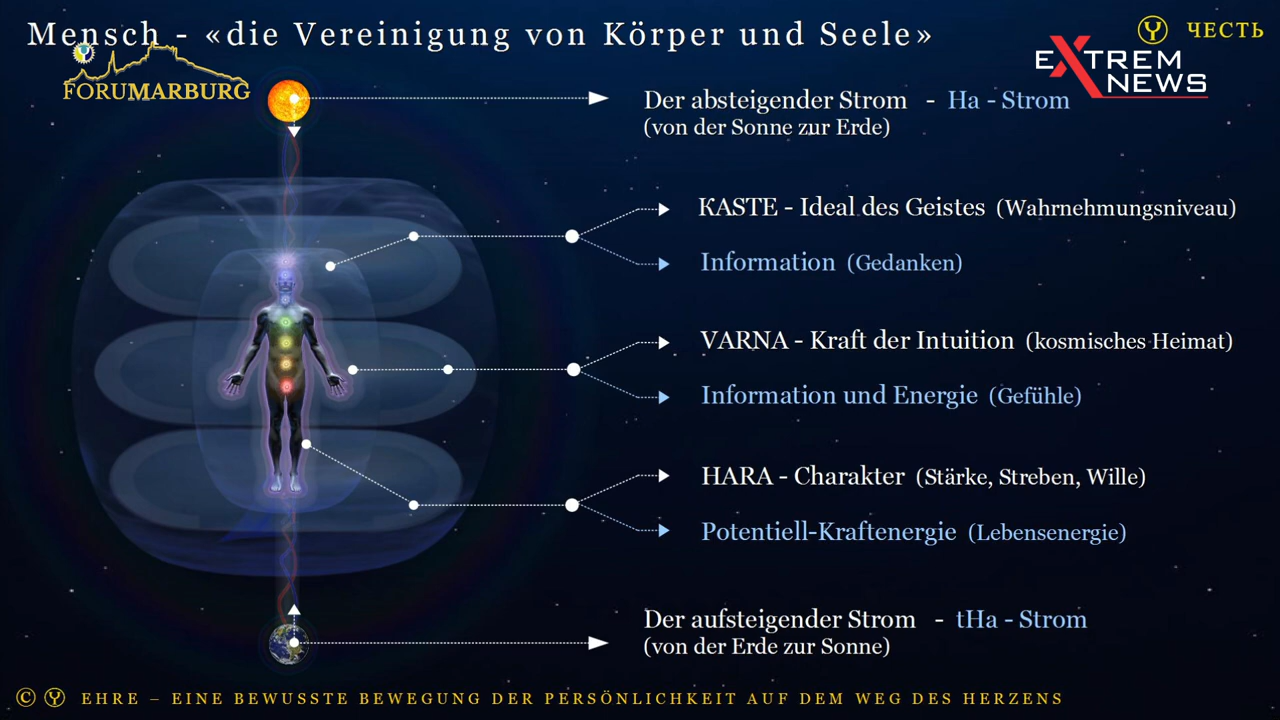 Mensch - «die Vereinigung von Körper und Seele»
ЧЕСТЬ
FORUMARBURG
EXTREM
NEWS
Der absteigender Strom - Ha - Strom
(von der Sonne zur Erde)
KASTE - Ideal des Geistes (Wahrnehmungsniveau)
Information (Gedanken)
VARNA - Kraft der Intuition (kosmisches Heimat)
Information und Energie (Gefühle)
HARA - Charakter (Stärke, Streben, Wille)
Potentiell-Kraftenergie (Lebensenergie)
Der aufsteigender Strom - tHa - Strom
(von der Erde zur Sonne)
© EHRE – EINE BEWUSSTE BEWEGUNG DER PERSÖNLICHKEIT AUF DEM WEG DES HERZENS